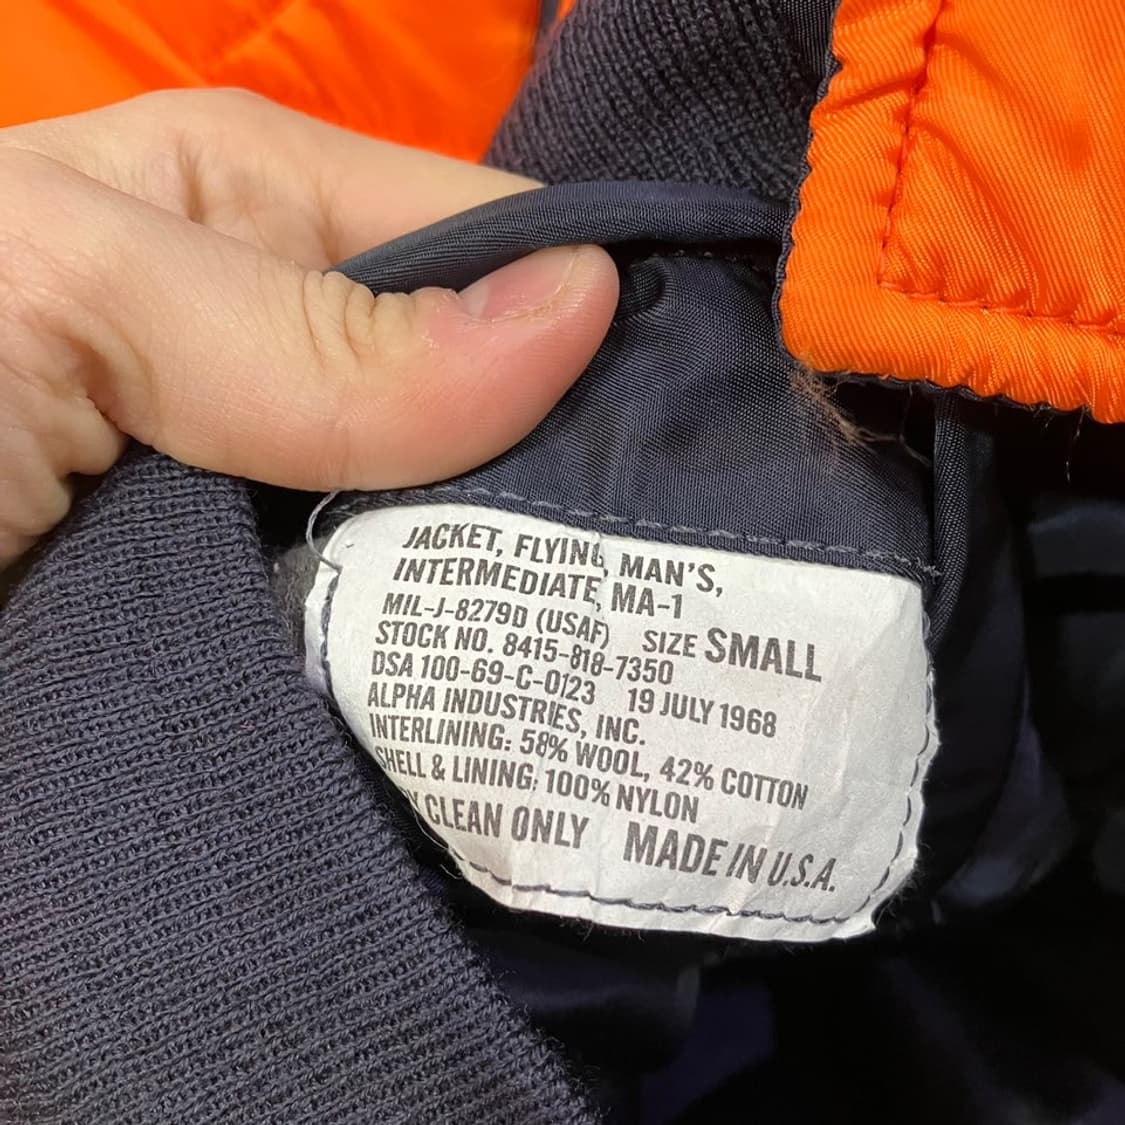 JACKET, FLYING, MAN'S,
INTERMEDIATE, MA-1
MIL-J-8279D (USAF) SIZE SMALL
STOCK NO. 8415-818-7350
DSA 100-69-C-0123 19 JULY 1968
ALPHA INDUSTRIES, INC.
INTERLINING: 58% WOOL, 42% COTTON
SHELL & LINING: 100% NYLON
CLEAN ONLY MADE IN U.S.A.